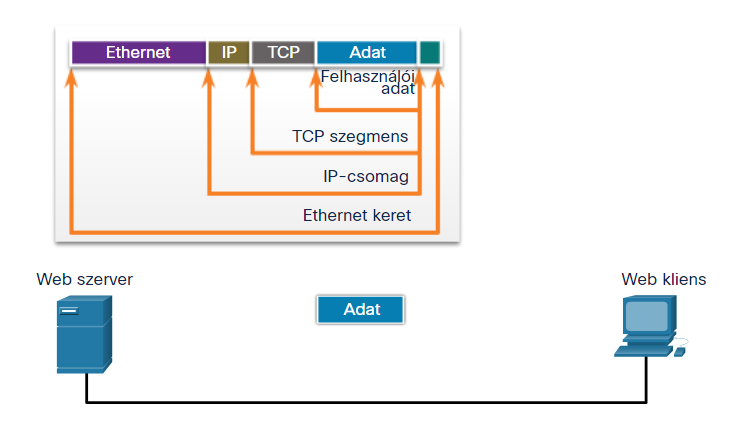 Ethernet IP TCP Adat
Felhasználói
adat
TCP szegmens
IP-csomag
Ethernet keret
Web szerver
Web kliens
Adat